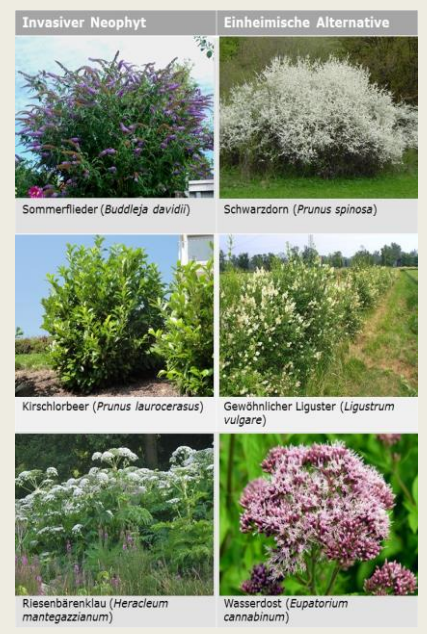 Invasiver Neophyt
Einheimische Alternative
Sommerflieder (Buddleja davidii)
Schwarzdorn (Prunus spinosa)
Kirschlorbeer (Prunus laurocerasus)
Gewöhnlicher Liguster (Ligustrum
vulgare)
Riesenbärenklau (Heracleum
mantegazzianum)
Wasserdost (Eupatorium
cannabinum)